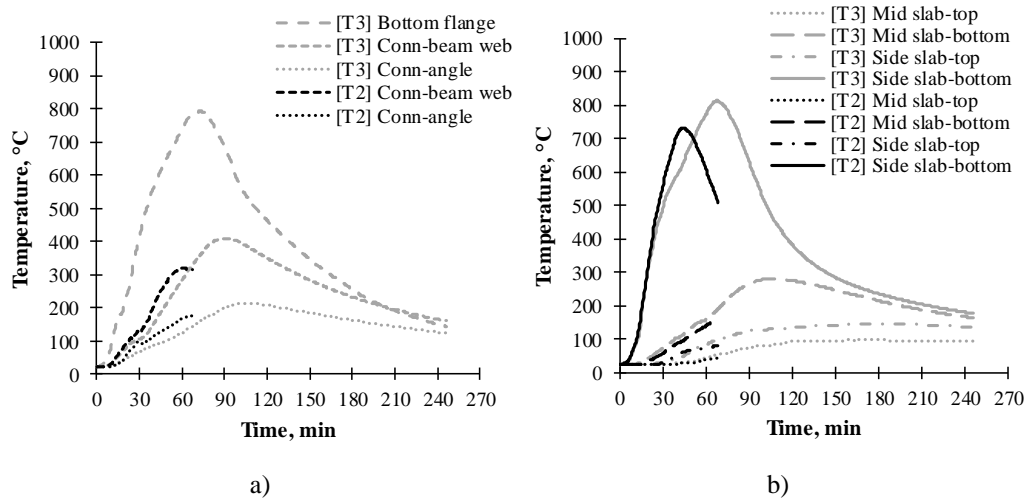 [T3] Bottom flange
[T3] Conn-beam web
[T3] Conn-angle
[T2] Conn-beam web
[T2] Conn-angle
1000
900
800
700
600
500
400
300
200
100
0
Temperature, °C
0 30 60 90 120 150 180 210 240 270
Time, min
a)
[T3] Mid slab-top
[T3] Mid slab-bottom
[T3] Side slab-top
[T3] Side slab-bottom
[T2] Mid slab-top
[T2] Mid slab-bottom
[T2] Side slab-top
[T2] Side slab-bottom
1000
900
800
700
600
500
400
300
200
100
0
Temperature, °C
0 30 60 90 120 150 180 210 240 270
Time, min
b)